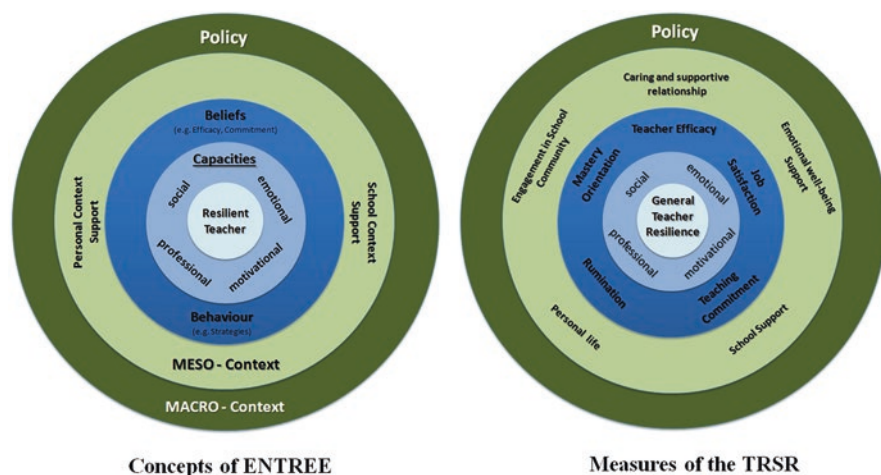 Policy
Beliefs
(e.g. Efficacy, Commitment)
Capacities
social
emotional
Resilient
Teacher
professional
motivational
Personal Context
Support
School Context
Support
Behaviour
(e.g. Strategies)
MESO - Context
MACRO - Context
Concepts of ENTREE
Policy
Caring and supportive
relationship
Engagement in School
Community
Emotional well-being
Support
Teacher Efficacy
Mastery
Orientation
Job
Satisfaction
social
emotional
General
Teacher
Resilience
professional
motivational
Rumination
Teaching
Commitment
Personal life
School Support
Measures of the TRSR